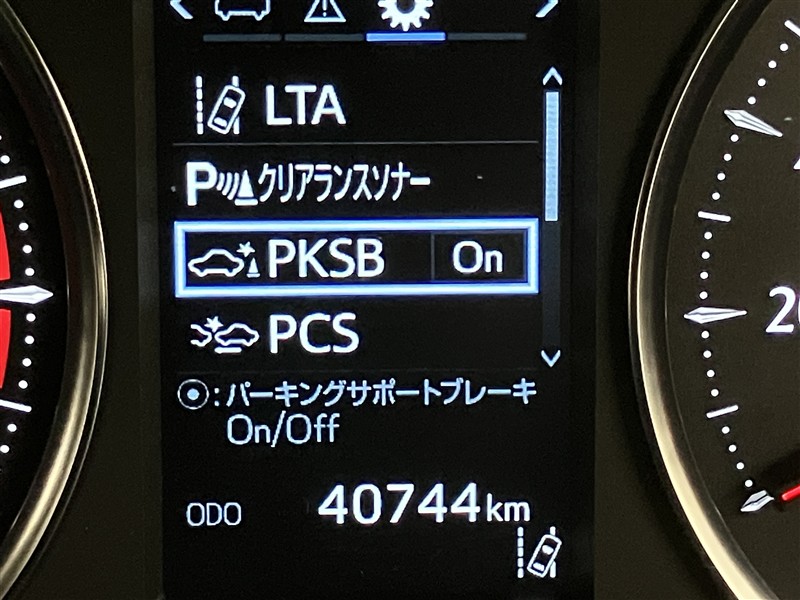 LTA
P クリアランスソナー
PKSB On
PCS
:パーキングサポートブレーキ
On/Off
ODO 40744km